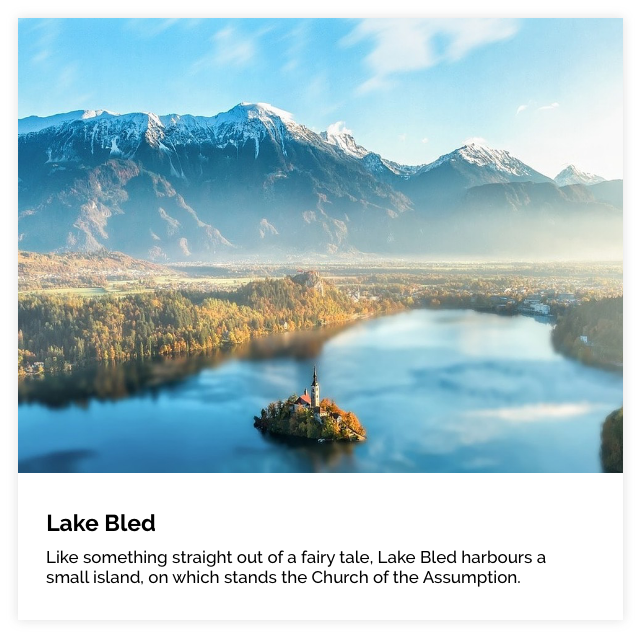 Lake Bled
Like something straight out of a fairy tale, Lake Bled harbours a
small island, on which stands the Church of the Assumption.